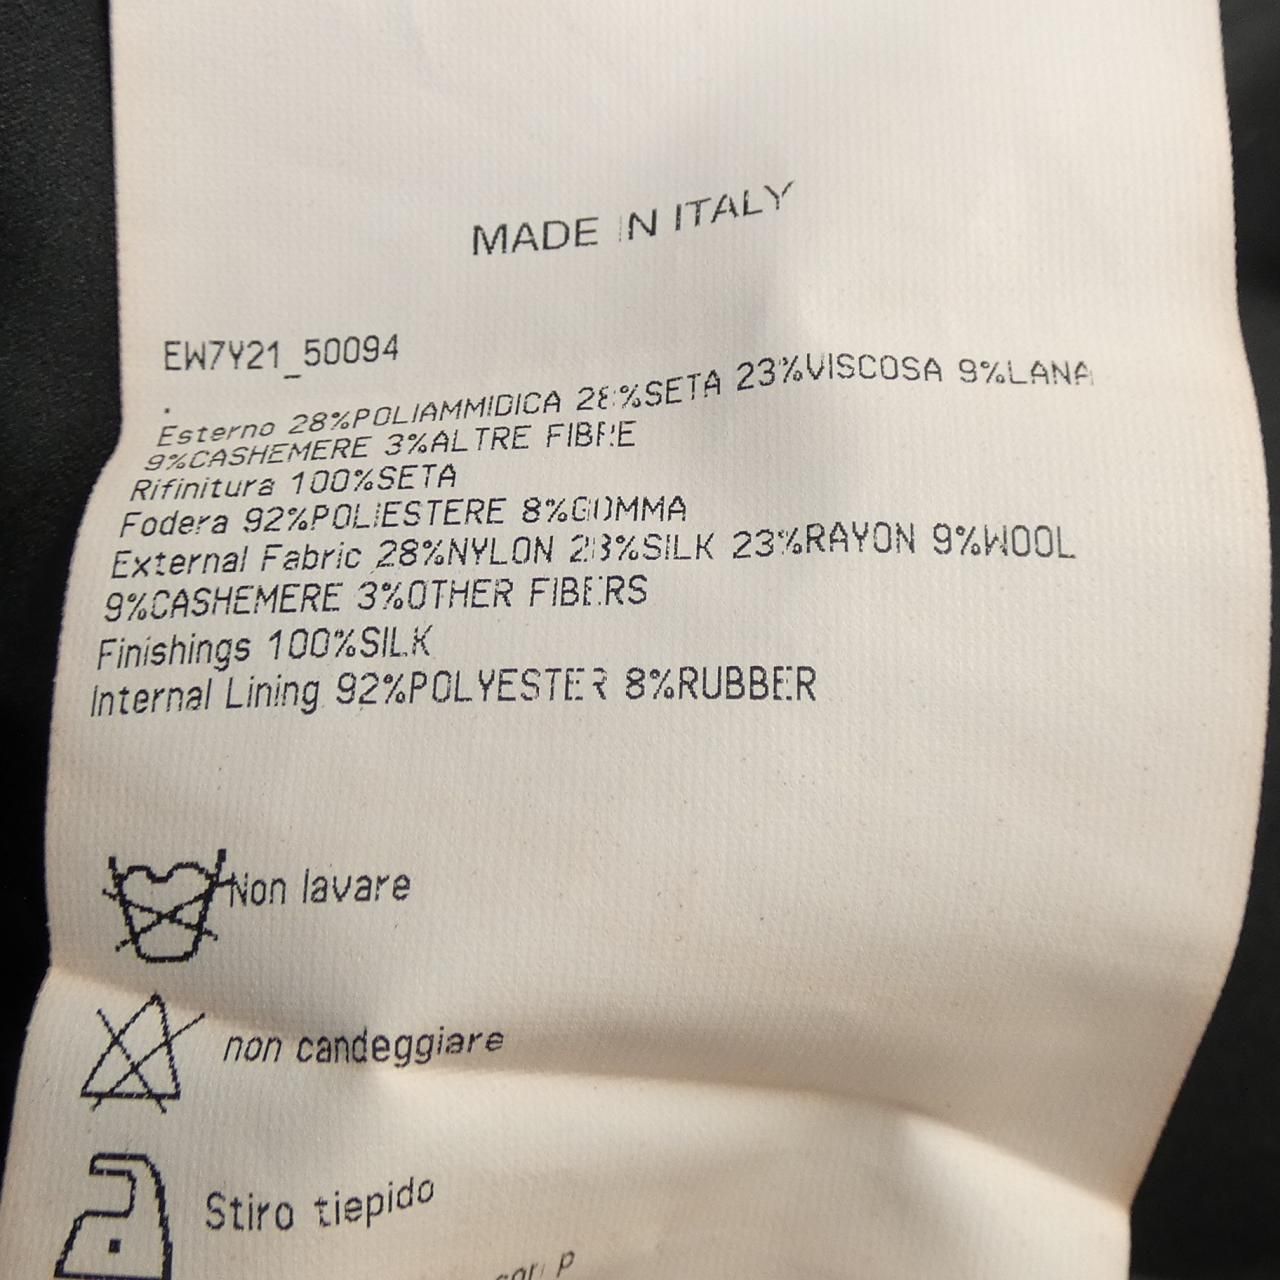 MADE IN ITALY
EW7Y21_50094
.
Esterno 28%POLIAMMIDICA 28%SETA 23%VISCOSA 9%LANA
9%CASHEMERE 3%ALTRE FIBRE
Rifinitura 100%SETA
Fodera 92%POLIESTERE 8%GOMMA
External Fabric 28%NYLON 28%SILK 23%RAYON 9%WOOL
9%CASHEMERE 3%OTHER FIBERS
Finishings 100%SILK
Internal Lining 92%POLYESTER 8%RUBBER
Non lavare
non candeggiare
Stiro tiepido